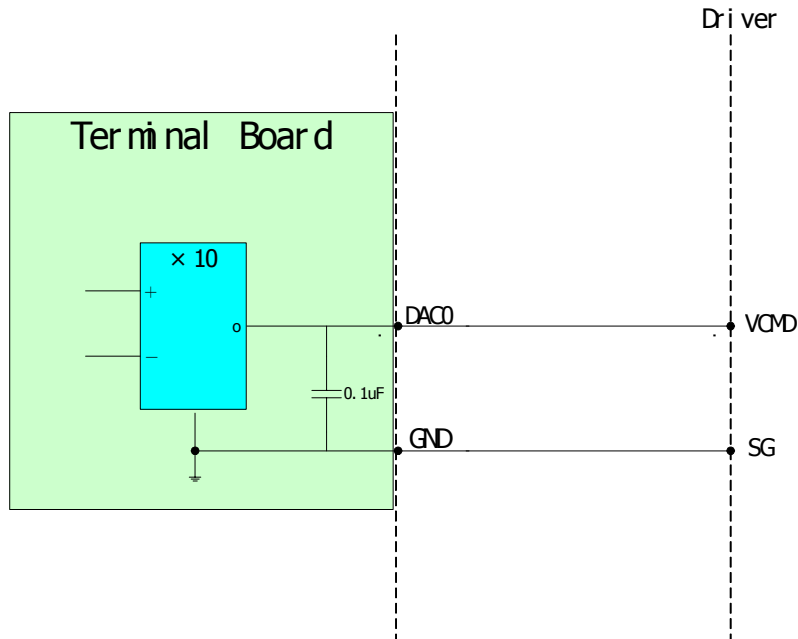 Driver
Terminal Board
× 10
+
−
o
DAC0
VCMD
0.1uF
GND
SG